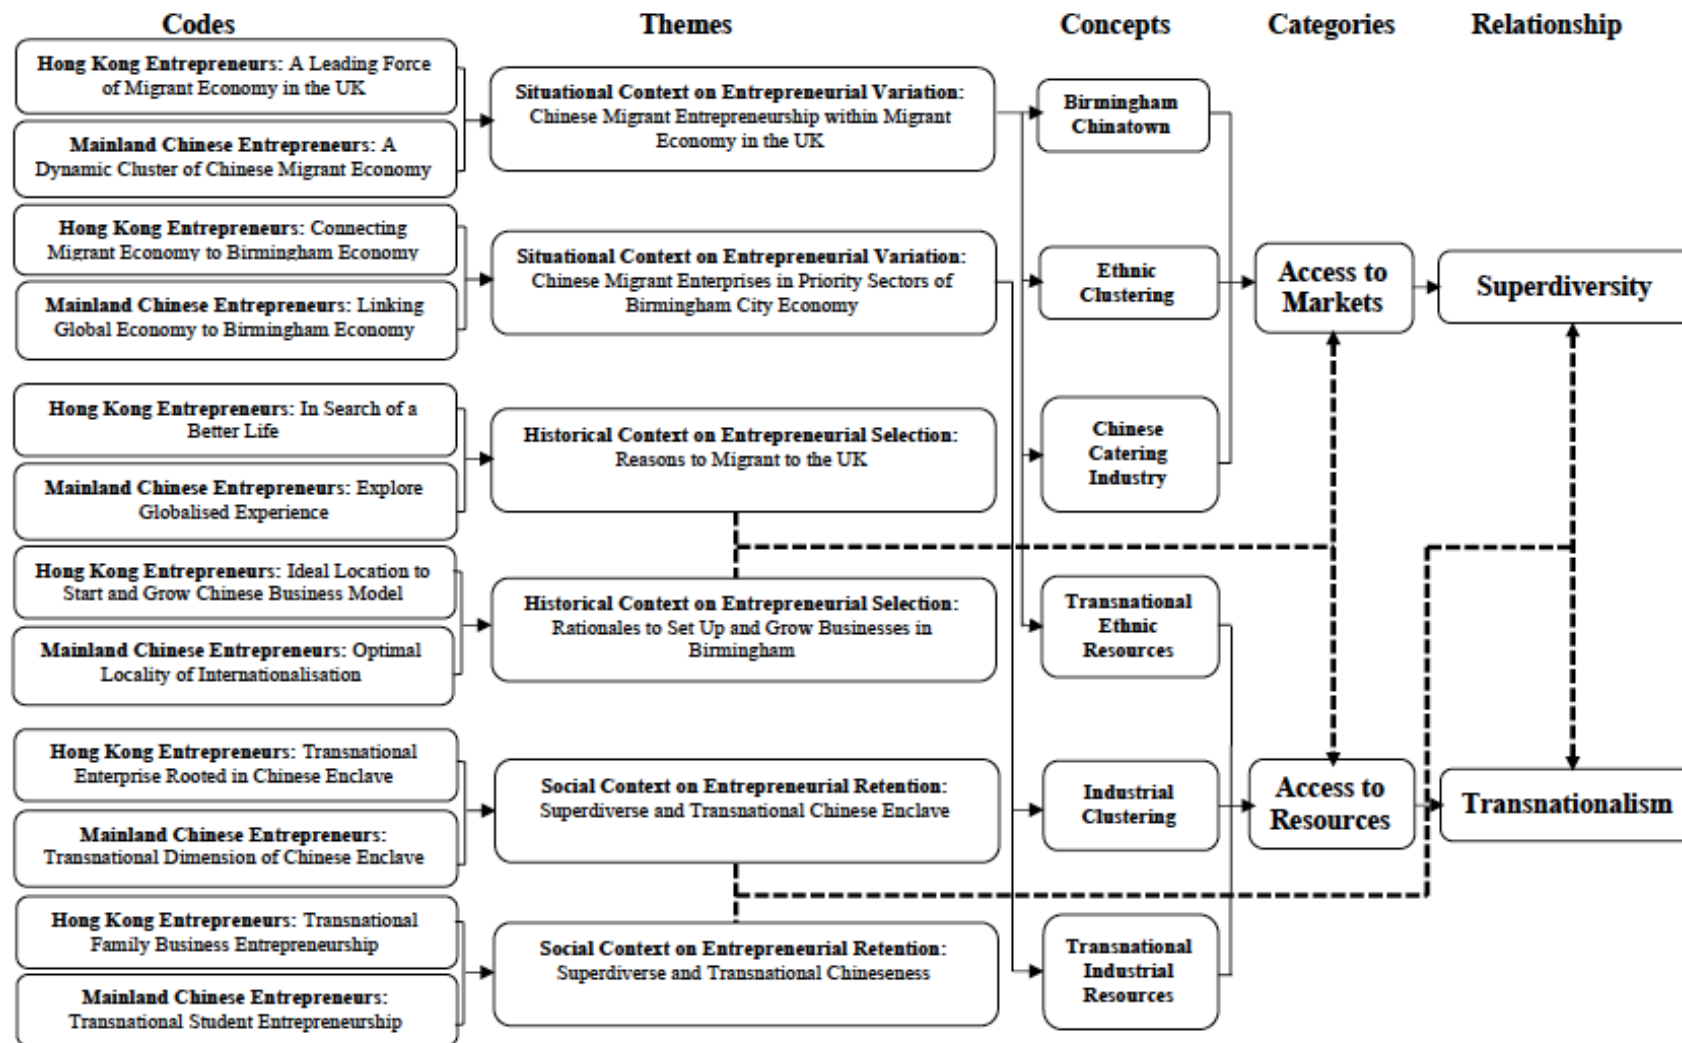 Codes
Themes
Concepts
Categories
Relationship
Hong Kong Entrepreneurs: A Leading Force
of Migrant Economy in the UK
Mainland Chinese Entrepreneurs: A
Dynamic Cluster of Chinese Migrant Economy
Hong Kong Entrepreneurs: Connecting
Migrant Economy to Birmingham Economy
Mainland Chinese Entrepreneurs: Linking
Global Economy to Birmingham Economy
Hong Kong Entrepreneurs: In Search of a
Better Life
Mainland Chinese Entrepreneurs: Explore
Globalised Experience
Hong Kong Entrepreneurs: Ideal Location to
Start and Grow Chinese Business Model
Mainland Chinese Entrepreneurs: Optimal
Locality of Internationalisation
Hong Kong Entrepreneurs: Transnational
Enterprise Rooted in Chinese Enclave
Mainland Chinese Entrepreneurs:
Transnational Dimension of Chinese Enclave
Hong Kong Entrepreneurs: Transnational
Family Business Entrepreneurship
Mainland Chinese Entrepreneurs:
Transnational Student Entrepreneurship
Situational Context on Entrepreneurial Variation:
Chinese Migrant Entrepreneurship within Migrant
Economy in the UK
Situational Context on Entrepreneurial Variation:
Chinese Migrant Enterprises in Priority Sectors of
Birmingham City Economy
Historical Context on Entrepreneurial Selection:
Reasons to Migrant to the UK
Historical Context on Entrepreneurial Selection:
Rationales to Set Up and Grow Businesses in
Birmingham
Social Context on Entrepreneurial Retention:
Superdiverse and Transnational Chinese Enclave
Social Context on Entrepreneurial Retention:
Superdiverse and Transnational Chineseness
Birmingham
Chinatown
Ethnic
Clustering
Chinese
Catering
Industry
Transnational
Ethnic
Resources
Industrial
Clustering
Transnational
Industrial
Resources
Access to
Markets
Access to
Resources
Superdiversity
Transnationalism